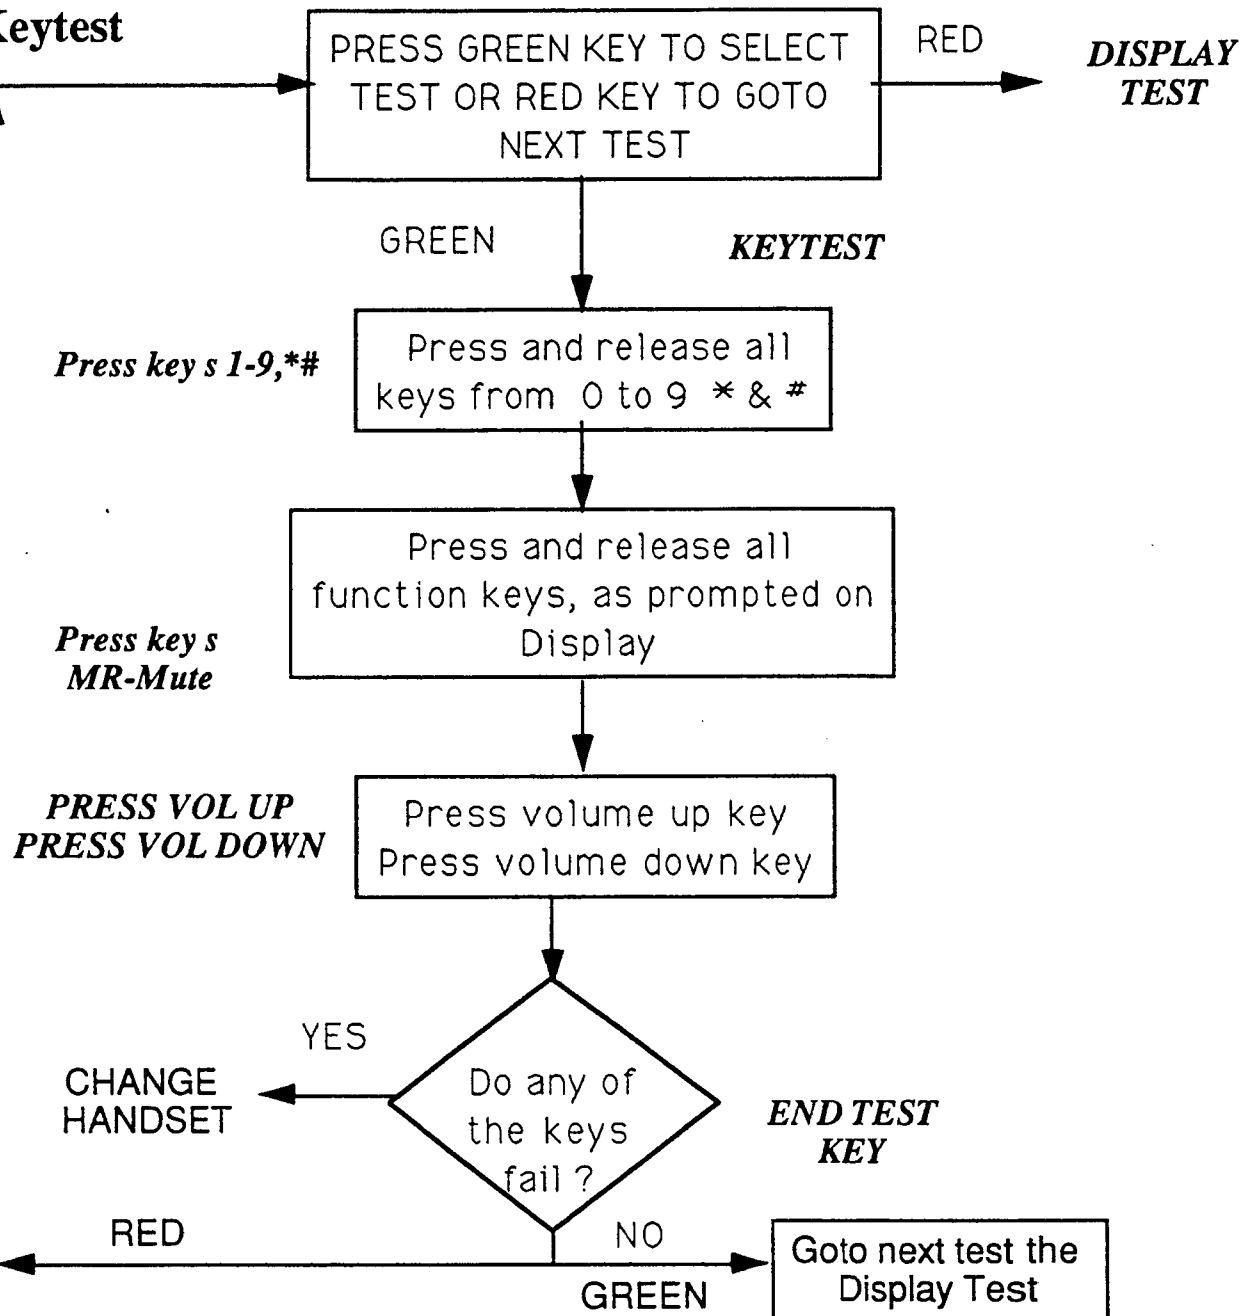 Keytest
PRESS GREEN KEY TO SELECT
TEST OR RED KEY TO GOTO
NEXT TEST
RED
DISPLAY
TEST
GREEN
KEYTEST
Press key s 1-9,*#
Press and release all
keys from 0 to 9 * & #
Press and release all
function keys, as prompted on
Display
Press key s
MR-Mute
PRESS VOL UP
PRESS VOL DOWN
Press volume up key
Press volume down key
YES
CHANGE
HANDSET
Do any of
the keys
fail ?
END TEST
KEY
RED
NO
GREEN
Goto next test the
Display Test